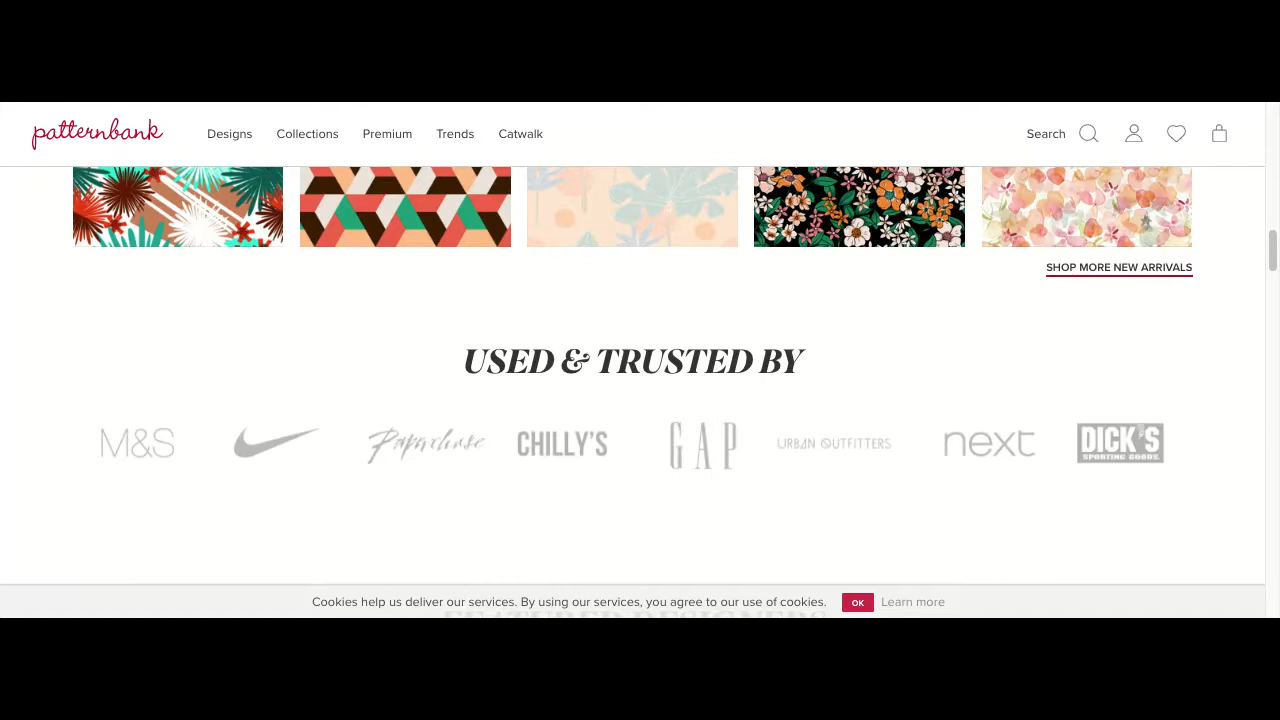 patternbank Designs Collections Premium Trends Catwalk Search
SHOP MORE NEW ARRIVALS
USED & TRUSTED BY
M&S Paperchase CHILLY'S GAP URBAN OUTFITTERS next DICK'S SPORTING GOODS.
Cookies help us deliver our services. By using our services, you agree to our use of cookies. OK Learn more
FEATURED DESIGNERS